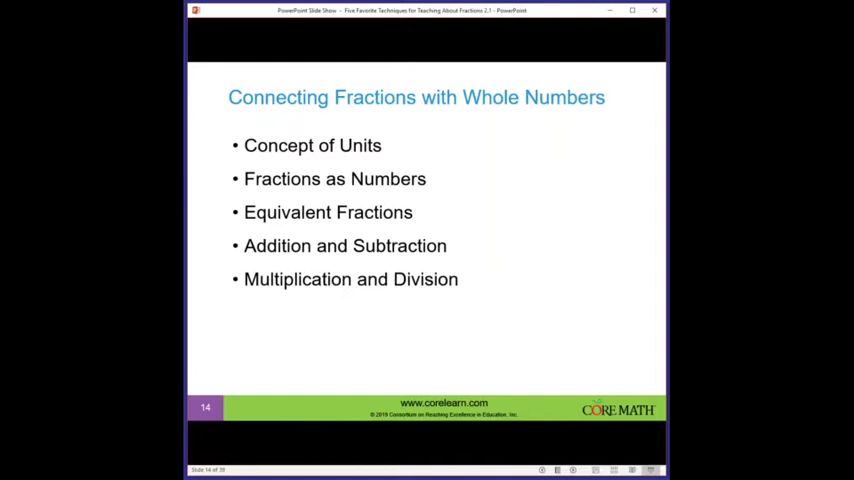 PowerPoint Slide Show - Five Favorite Techniques for Teaching About Fractions 2.1 - PowerPoint
Connecting Fractions with Whole Numbers
• Concept of Units
• Fractions as Numbers
• Equivalent Fractions
• Addition and Subtraction
• Multiplication and Division
14
www.corelearn.com
© 2019 Consortium on Reaching Excellence in Education, Inc.
CORE MATH
Slide 14 of 39